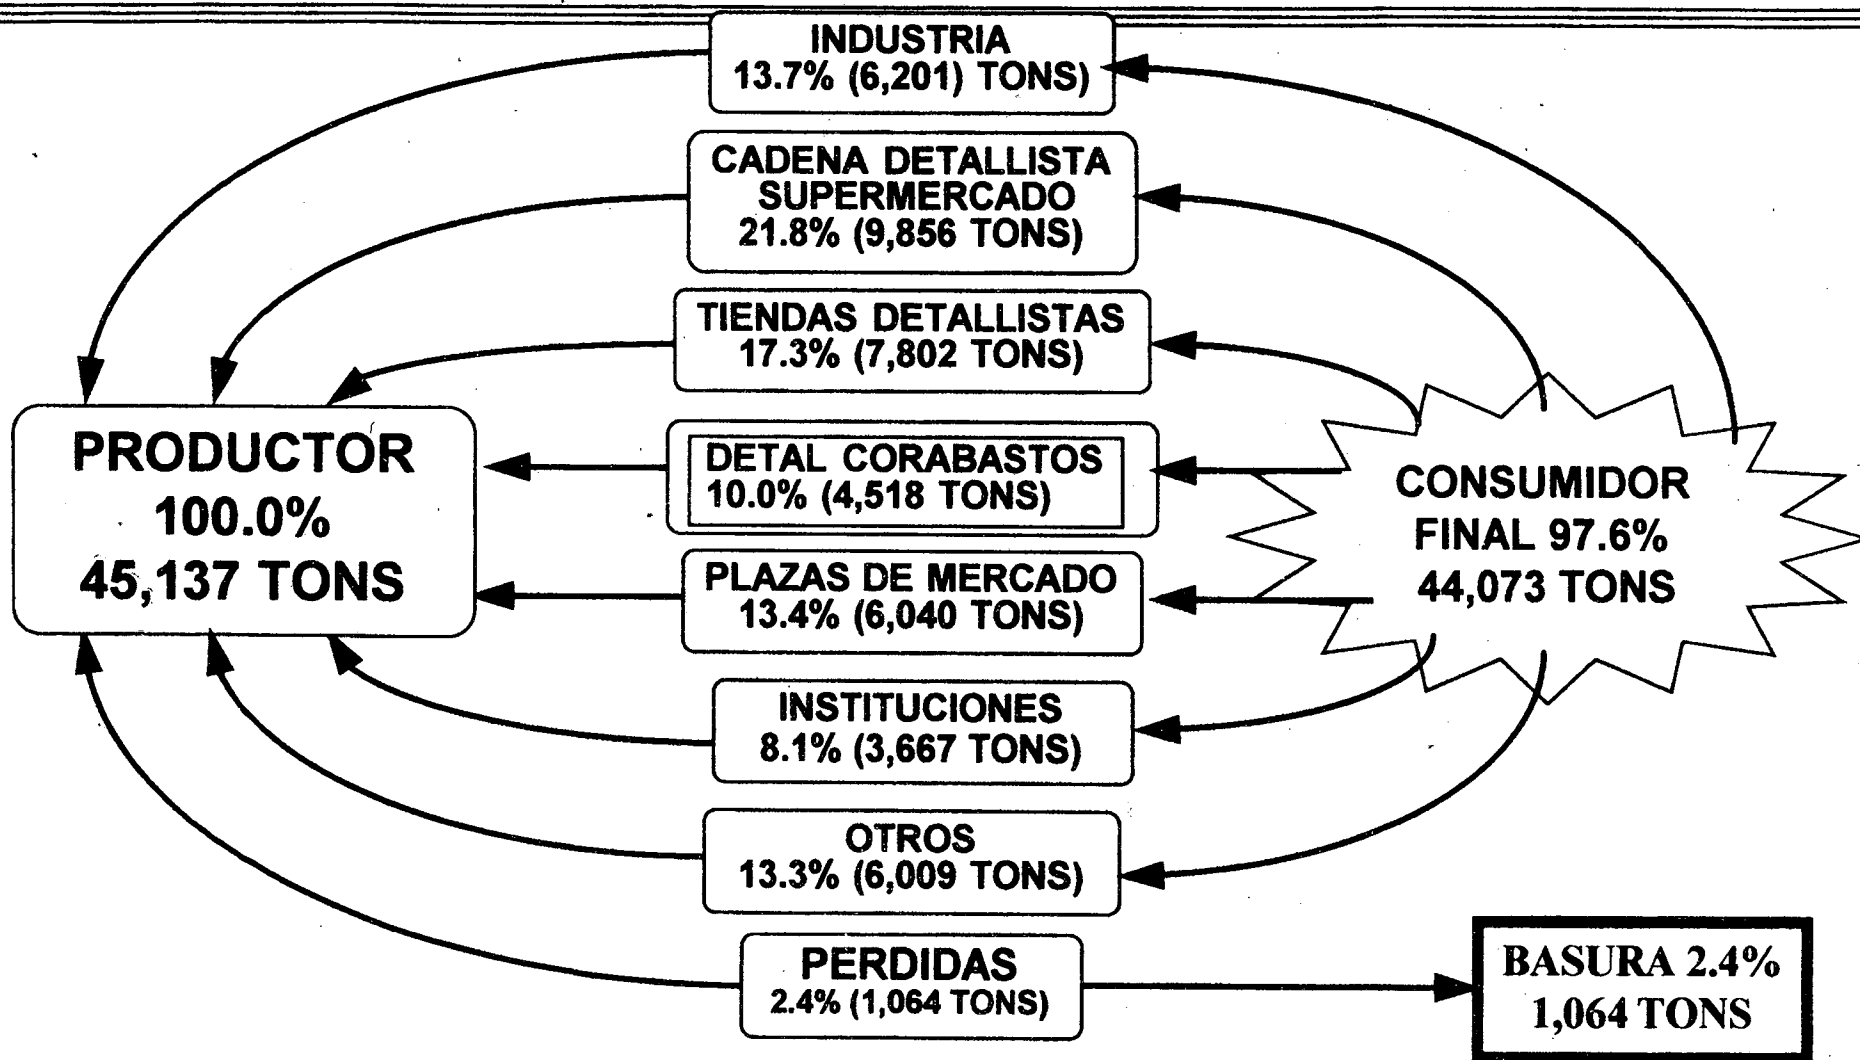 INDUSTRIA
13.7% (6,201) TONS)
CADENA DETALLISTA
SUPERMERCADO
21.8% (9,856 TONS)
TIENDAS DETALLISTAS
17.3% (7,802 TONS)
PRODUCTOR
100.0%
45,137 TONS
DETAL CORABASTOS
10.0% (4,518 TONS)
CONSUMIDOR
FINAL 97.6%
44,073 TONS
PLAZAS DE MERCADO
13.4% (6,040 TONS)
INSTITUCIONES
8.1% (3,667 TONS)
OTROS
13.3% (6,009 TONS)
PERDIDAS
2.4% (1,064 TONS)
BASURA 2.4%
1,064 TONS